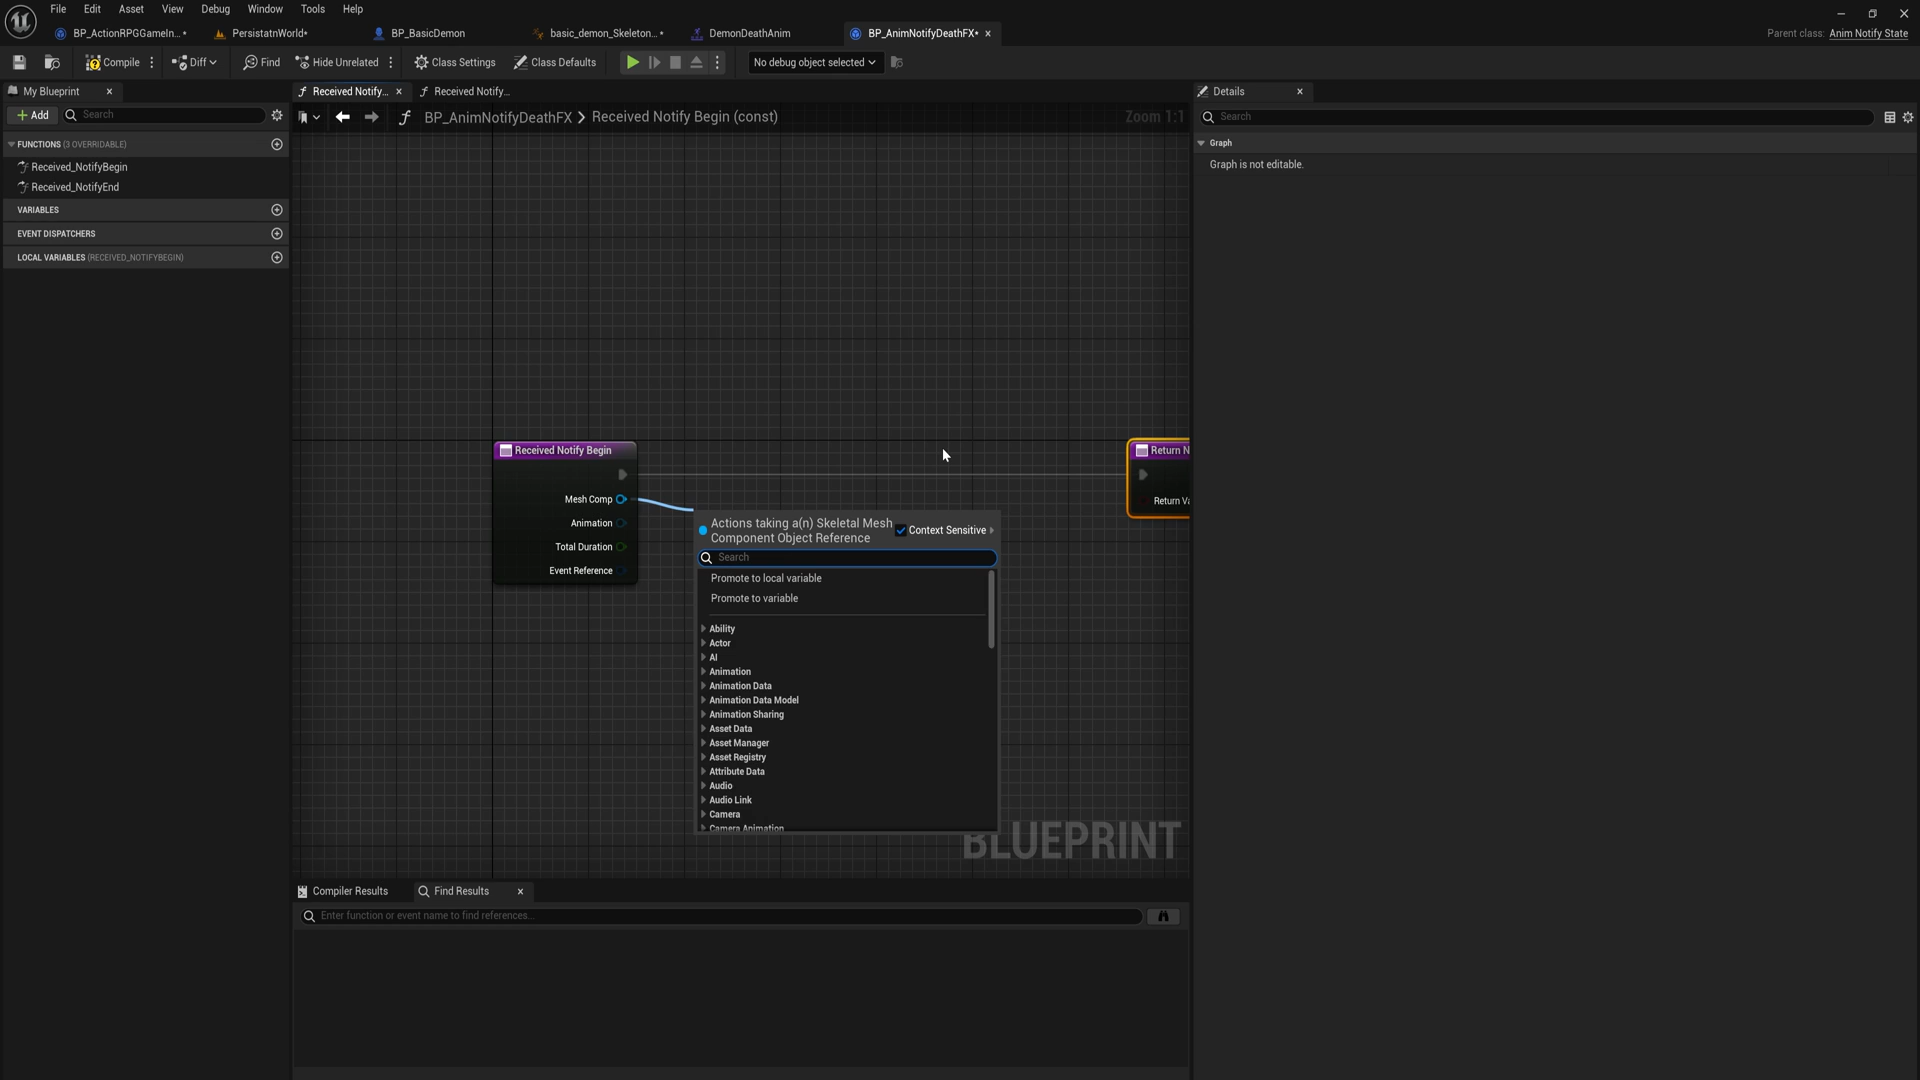 File Edit Asset View Debug Window Tools Help
BP_ActionRPGGameIn...* PersistatnWorld* BP_BasicDemon basic_demon_Skeleton...* DemonDeathAnim BP_AnimNotifyDeathFX* Parent class: Anim Notify State
Compile Diff Find Hide Unrelated Class Settings Class Defaults No debug object selected
My Blueprint Received Notify... Received Notify... Details
Add Search BP_AnimNotifyDeathFX > Received Notify Begin (const) Zoom 1:1 Search
FUNCTIONS (3 OVERRIDABLE) Graph
Received_NotifyBegin Graph is not editable.
Received_NotifyEnd
VARIABLES
EVENT DISPATCHERS
LOCAL VARIABLES (RECEIVED_NOTIFYBEGIN)
Received Notify Begin
Mesh Comp
Animation
Total Duration
Event Reference
Return N
Return Va
Actions taking a(n) Skeletal Mesh
Component Object Reference
Context Sensitive
Search
Promote to local variable
Promote to variable
Ability
Actor
AI
Animation
Animation Data
Animation Data Model
Animation Sharing
Asset Data
Asset Manager
Asset Registry
Attribute Data
Audio
Audio Link
Camera
Camera Animation
BLUEPRINT
Compiler Results Find Results
Enter function or event name to find references...